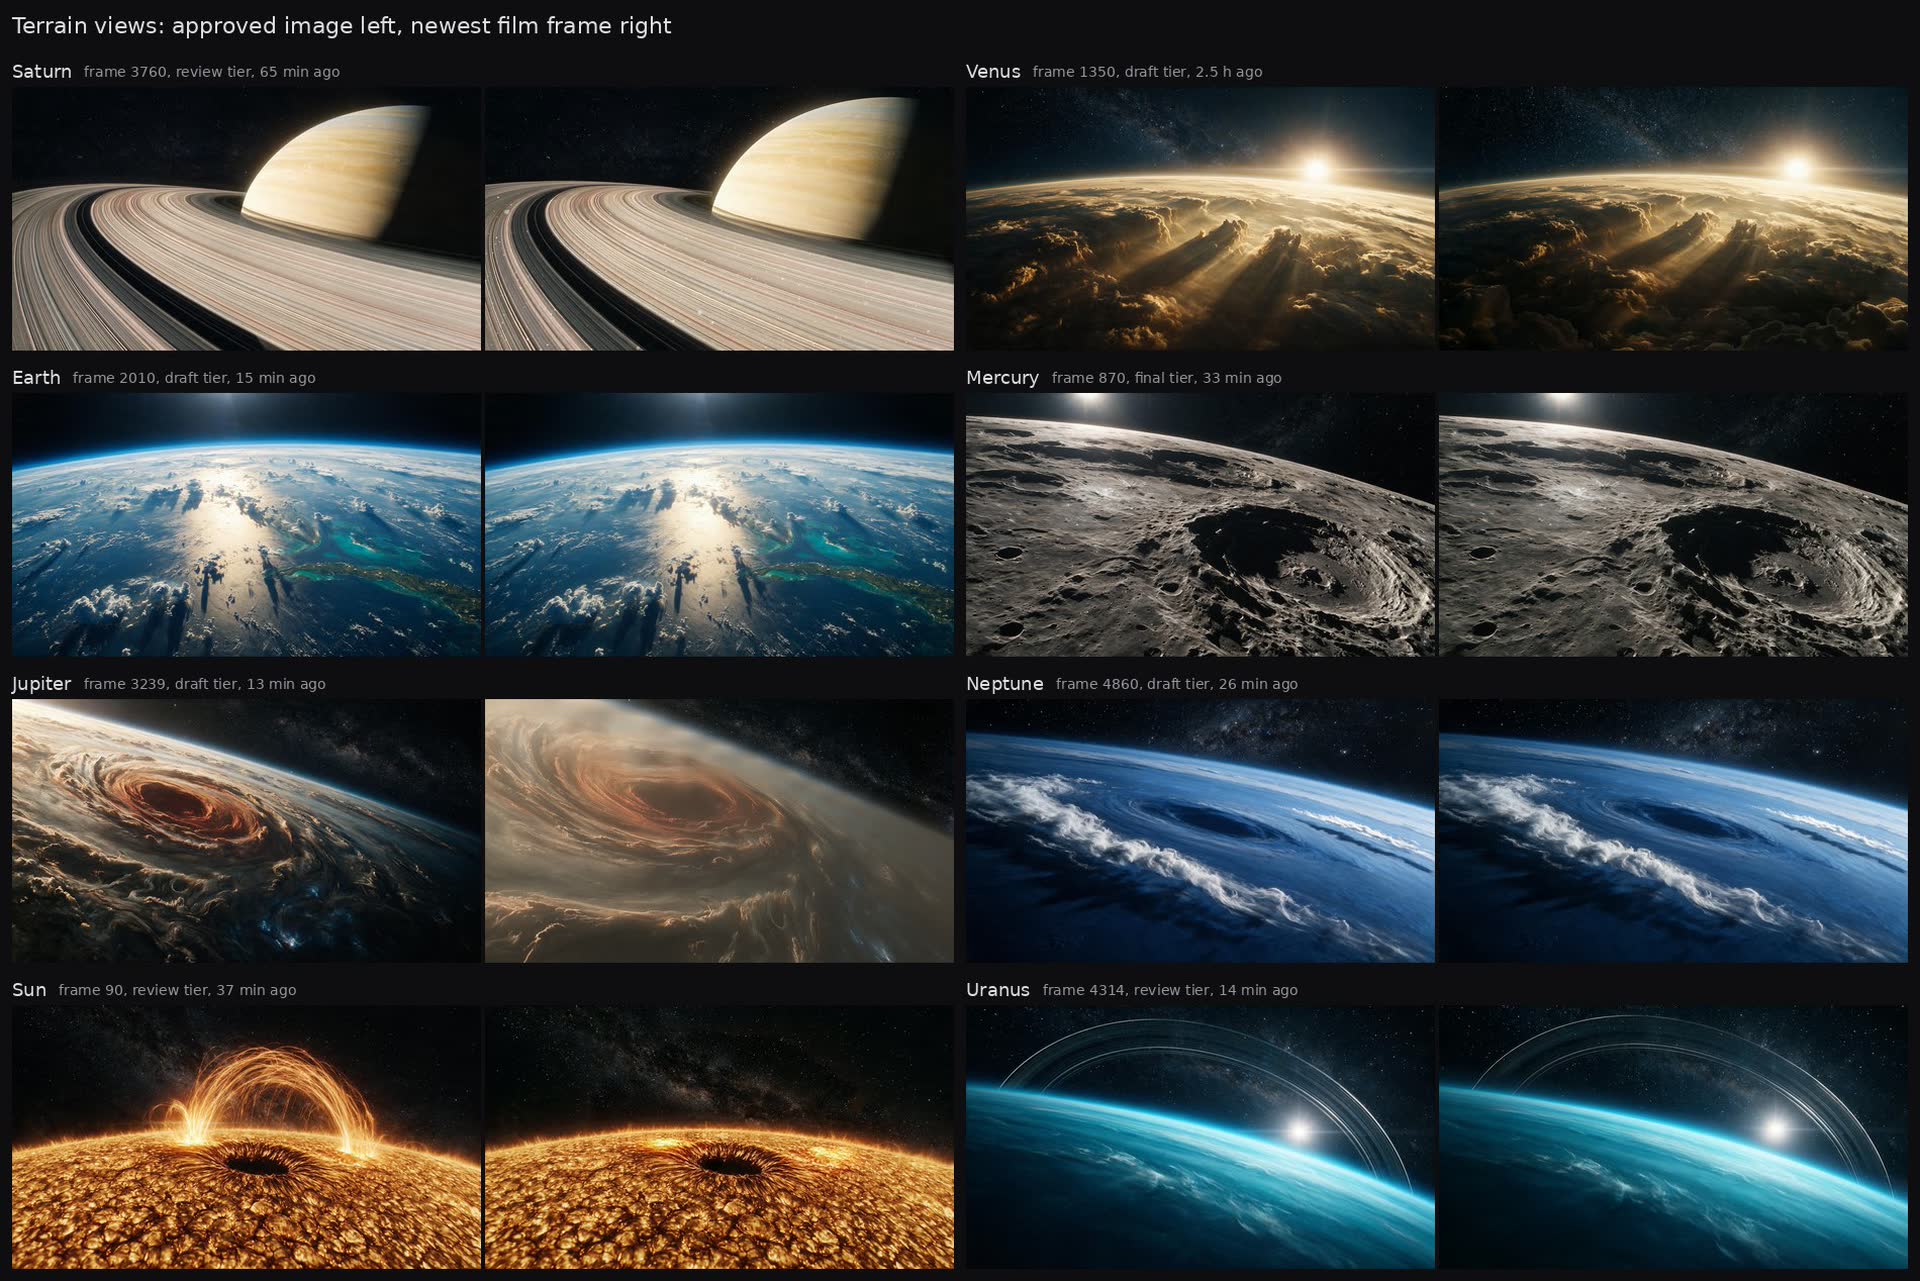 Terrain views: approved image left, newest film frame right
Saturn frame 3760, review tier, 65 min ago
Venus frame 1350, draft tier, 2.5 h ago
Earth frame 2010, draft tier, 15 min ago
Mercury frame 870, final tier, 33 min ago
Jupiter frame 3239, draft tier, 13 min ago
Neptune frame 4860, draft tier, 26 min ago
Sun frame 90, review tier, 37 min ago
Uranus frame 4314, review tier, 14 min ago